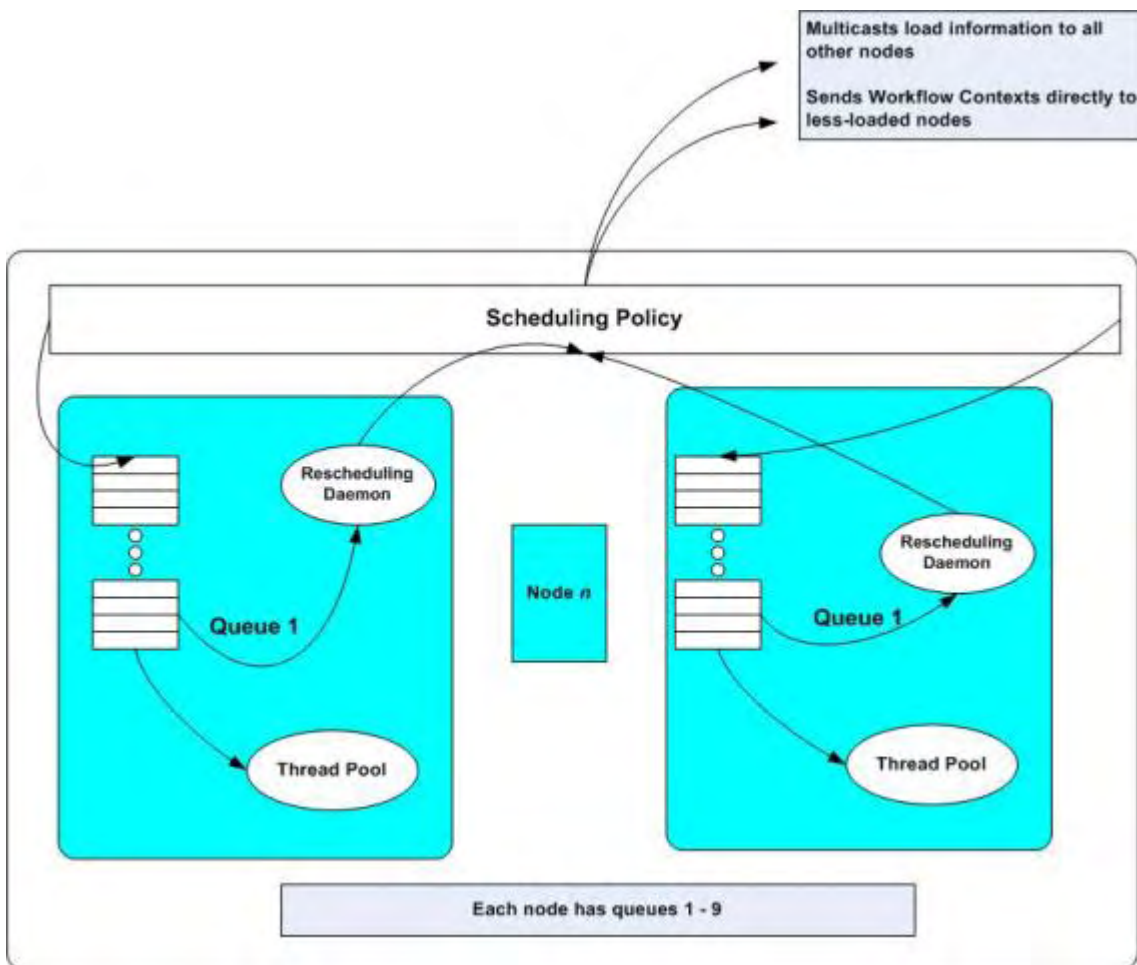 Multicasts load information to all
other nodes
Sends Workflow Contexts directly to
less-loaded nodes
Scheduling Policy
Rescheduling
Daemon
Queue 1
Thread Pool
Node n
Rescheduling
Daemon
Queue 1
Thread Pool
Each node has queues 1 - 9